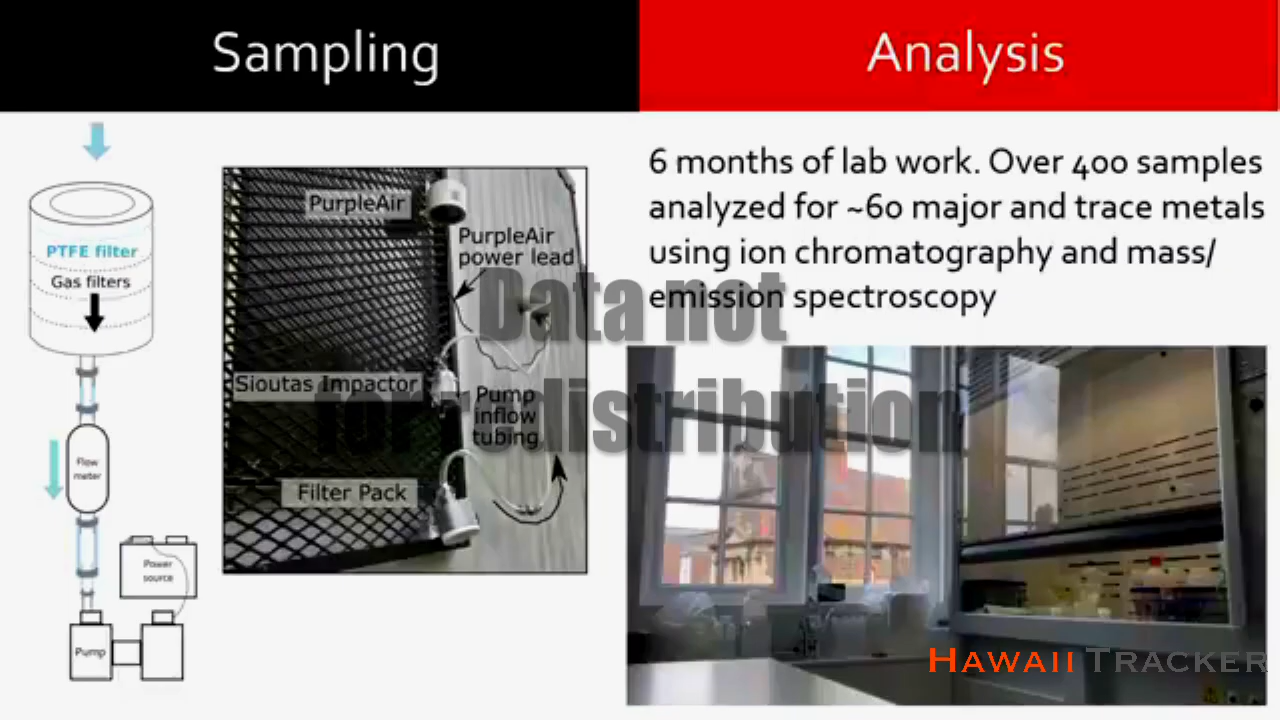 Sampling
Analysis
PTFE filter
Gas filters
Flow
meter
Power
source
Pump
PurpleAir
PurpleAir
power lead
Sioutas Impactor
Pump
inflow
tubing
Filter Pack
6 months of lab work. Over 400 samples
analyzed for ~60 major and trace metals
using ion chromatography and mass/
emission spectroscopy
Data not
for redistribution
HAWAII TRACKER